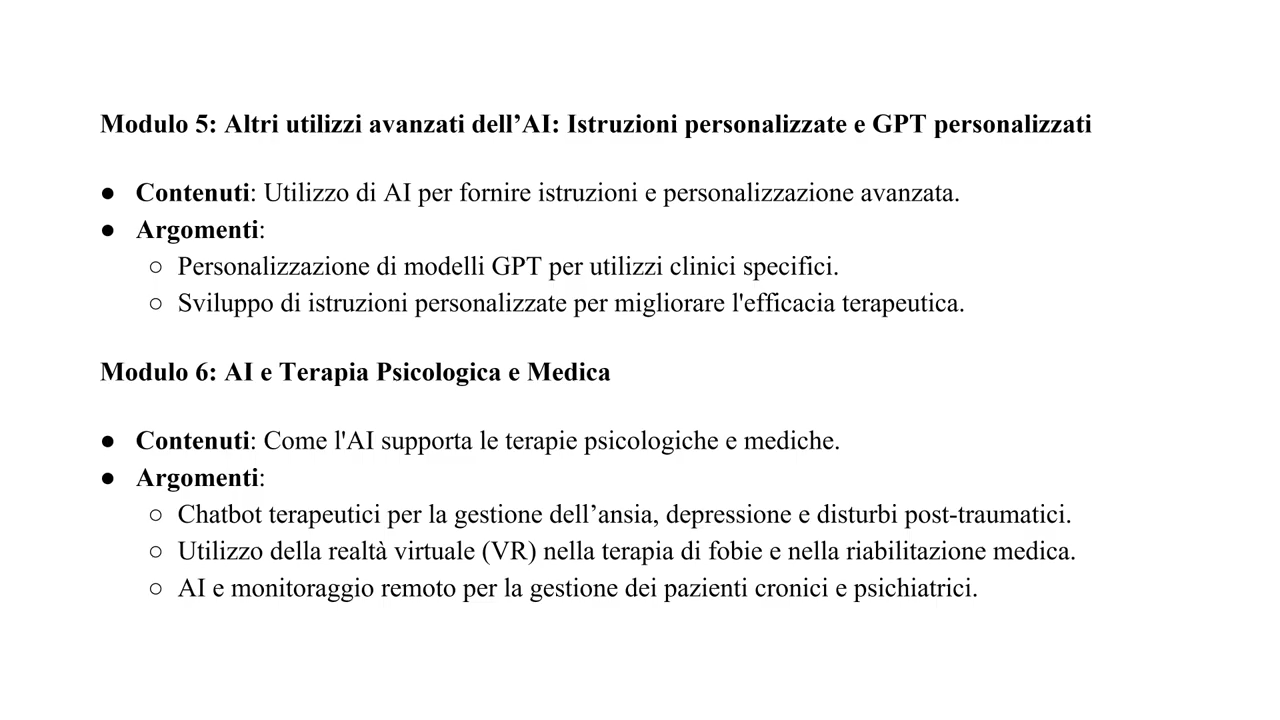 Modulo 5: Altri utilizzi avanzati dell’AI: Istruzioni personalizzate e GPT personalizzati
● Contenuti: Utilizzo di AI per fornire istruzioni e personalizzazione avanzata.
● Argomenti:
○ Personalizzazione di modelli GPT per utilizzi clinici specifici.
○ Sviluppo di istruzioni personalizzate per migliorare l'efficacia terapeutica.
Modulo 6: AI e Terapia Psicologica e Medica
● Contenuti: Come l'AI supporta le terapie psicologiche e mediche.
● Argomenti:
○ Chatbot terapeutici per la gestione dell’ansia, depressione e disturbi post-traumatici.
○ Utilizzo della realtà virtuale (VR) nella terapia di fobie e nella riabilitazione medica.
○ AI e monitoraggio remoto per la gestione dei pazienti cronici e psichiatrici.